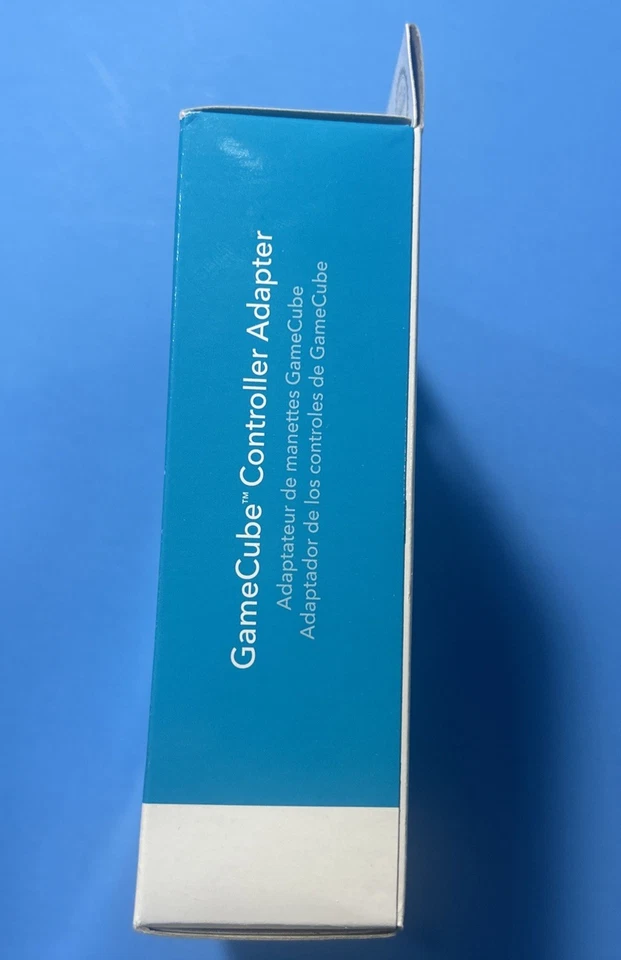 GameCube™ Controller Adapter
Adaptateur de manettes GameCube
Adaptador de los controles de GameCube